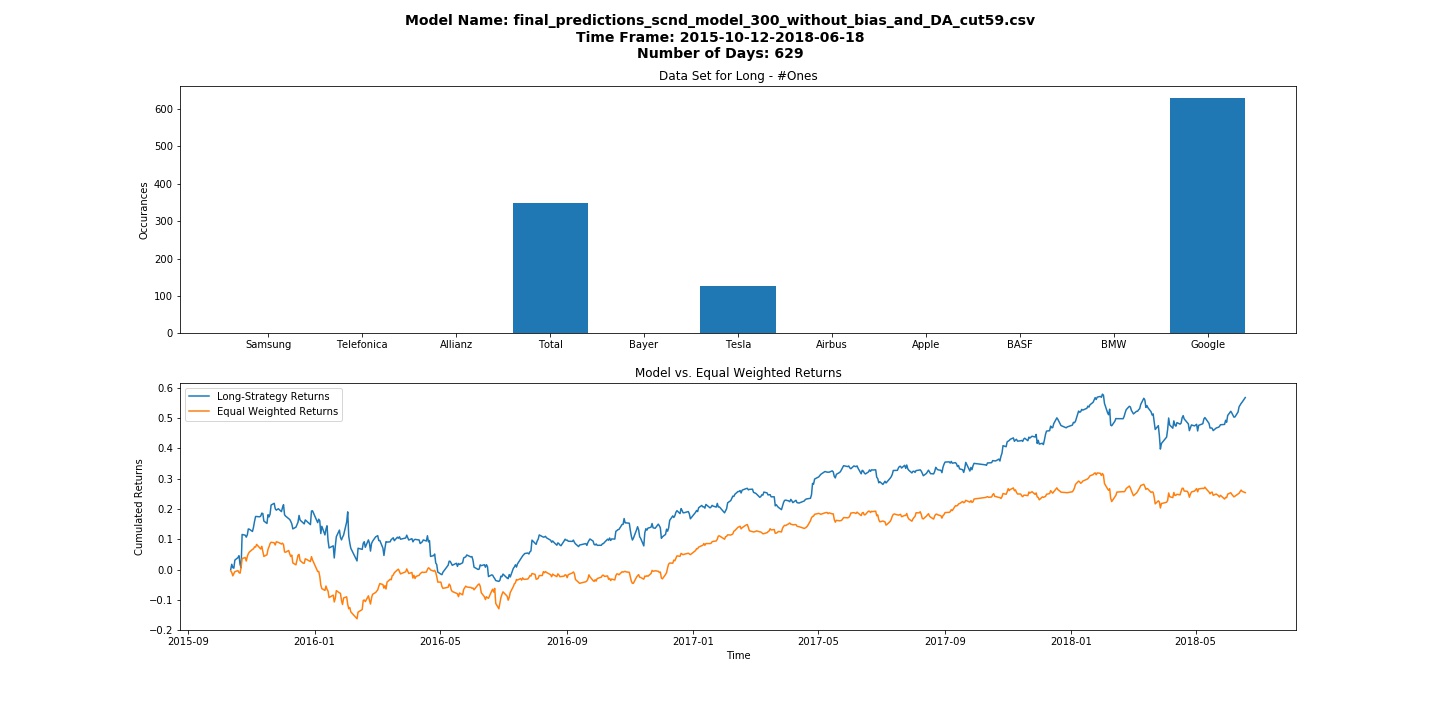 Model Name: final_predictions_scnd_model_300_without_bias_and_DA_cut59.csv
Time Frame: 2015-10-12-2018-06-18
Number of Days: 629
Data Set for Long - #Ones
600
500
400
300
200
100
0
Occurances
Samsung Telefonica Allianz Total Bayer Tesla Airbus Apple BASF BMW Google
Model vs. Equal Weighted Returns
Long-Strategy Returns
Equal Weighted Returns
0.6
0.5
0.4
0.3
0.2
0.1
0.0
−0.1
−0.2
Cumulated Returns
2015-09 2016-01 2016-05 2016-09 2017-01 2017-05 2017-09 2018-01 2018-05
Time